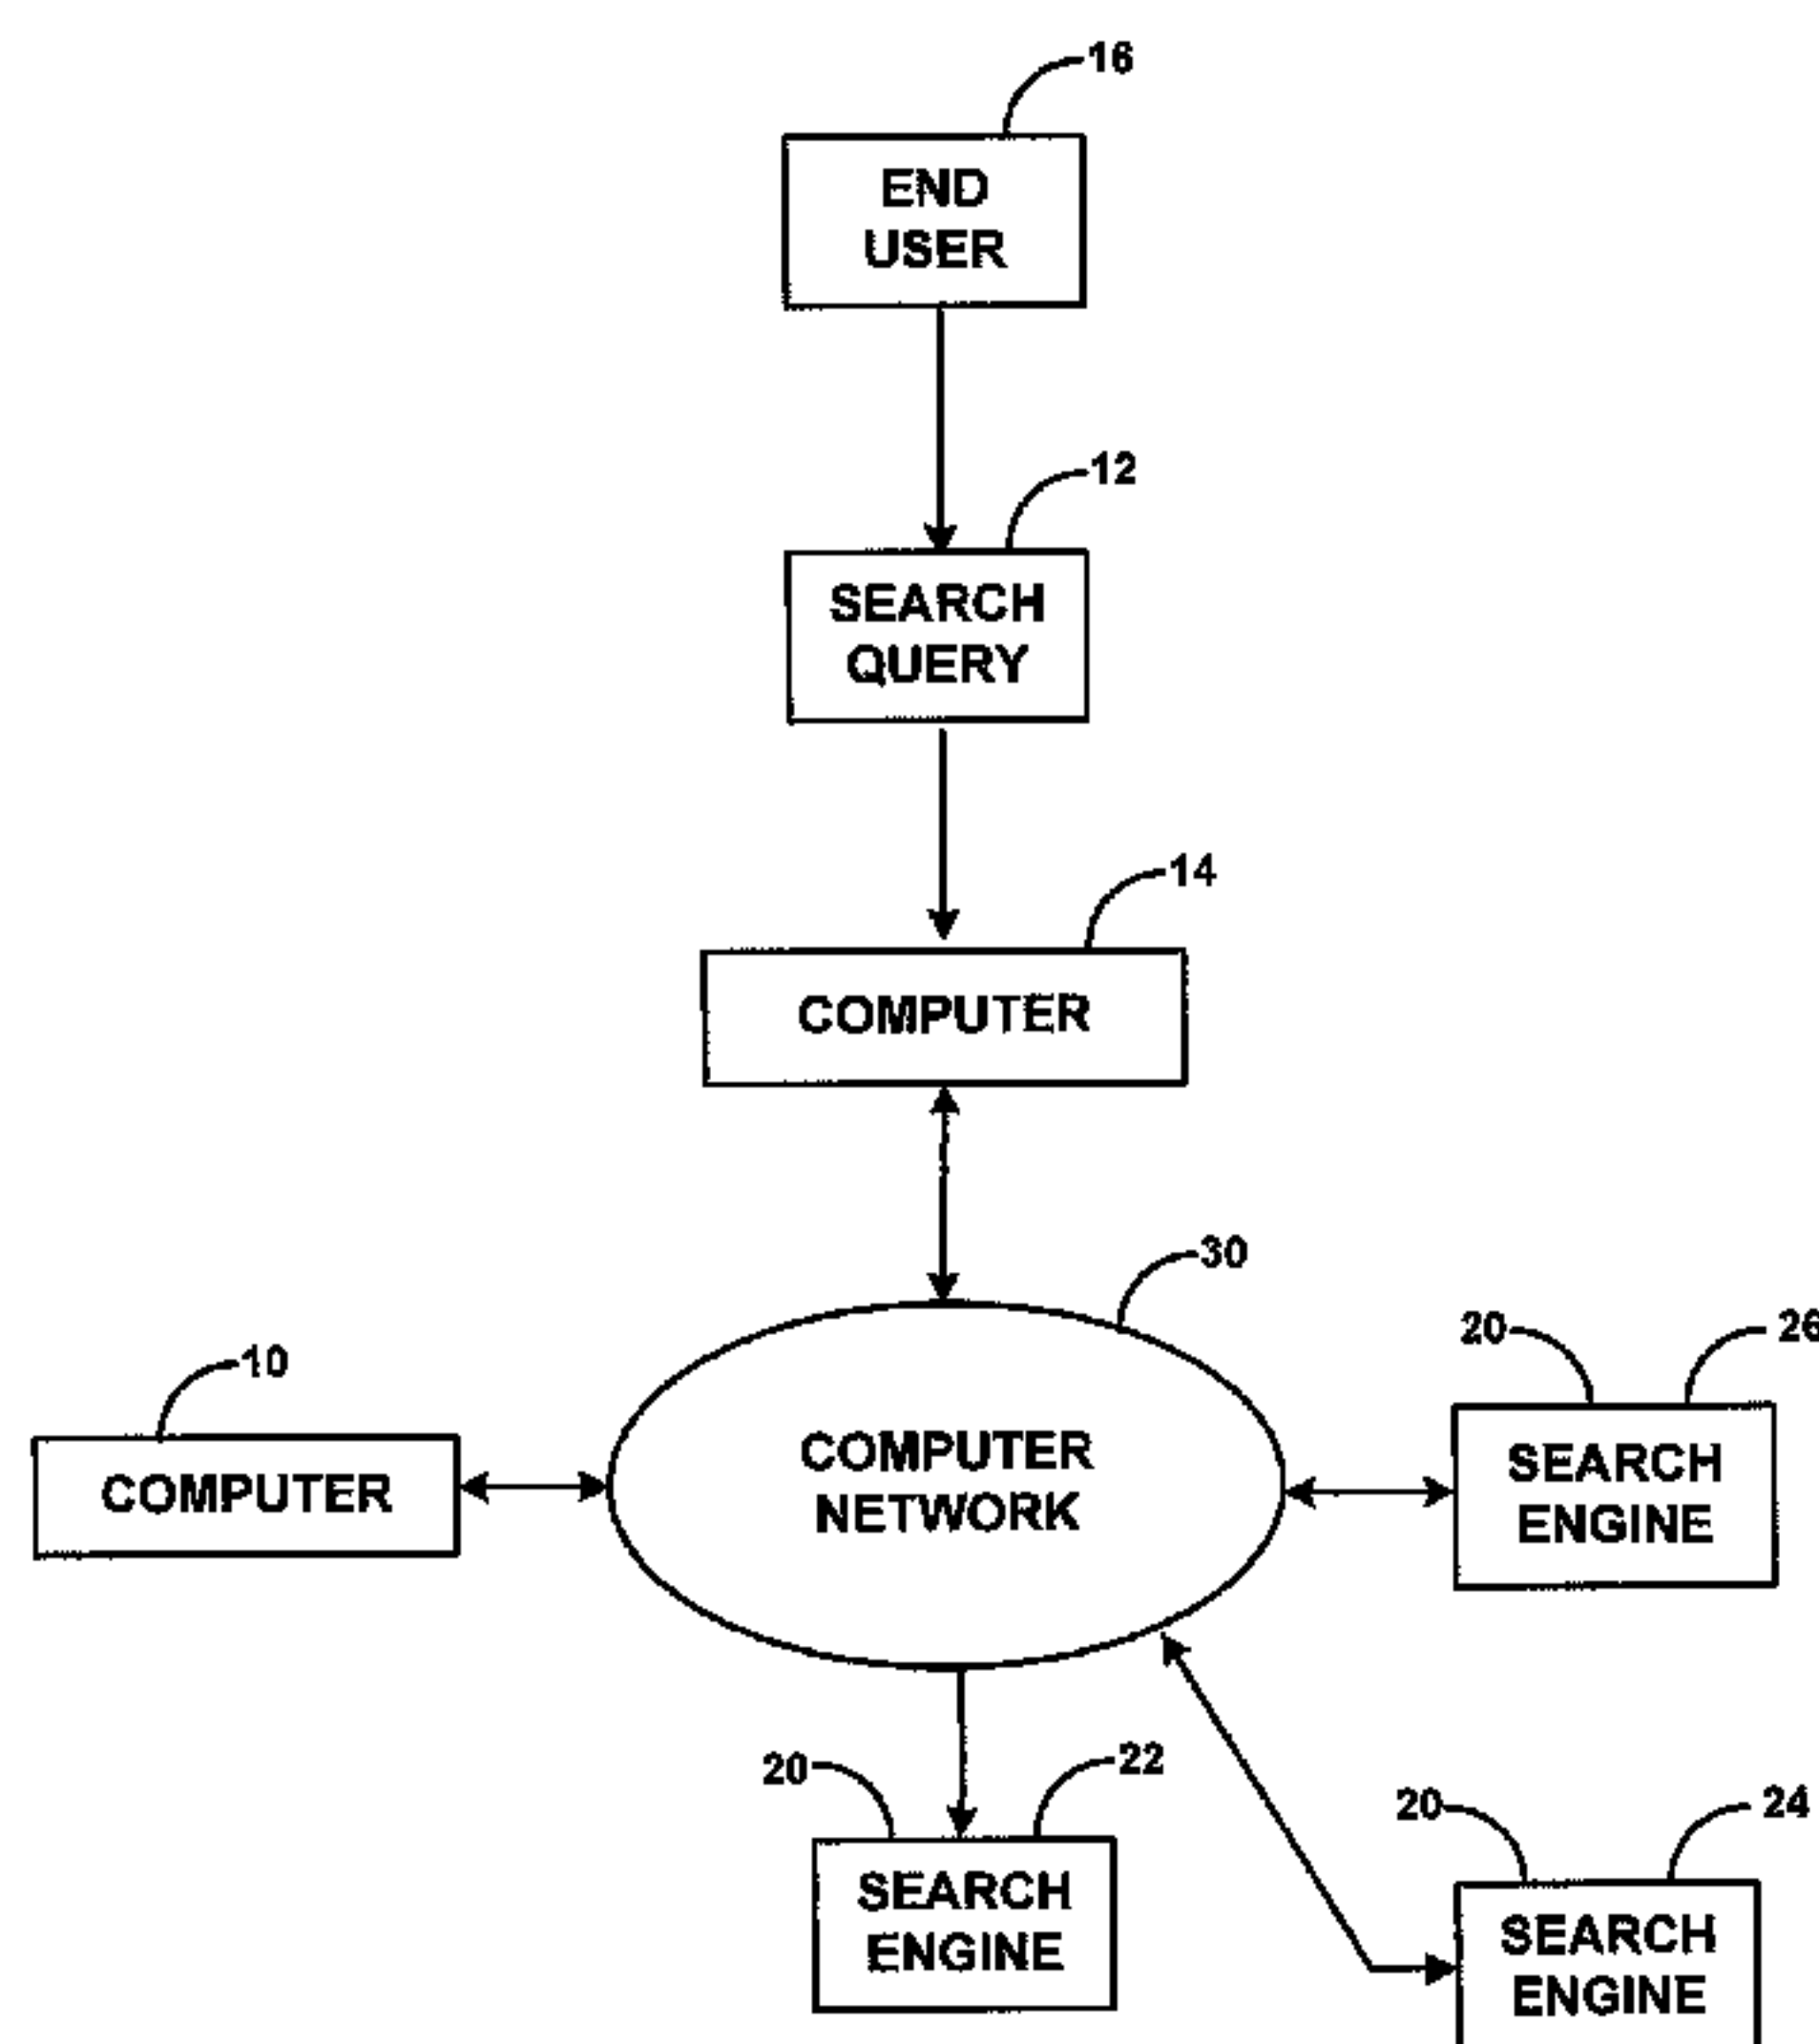 16
END
USER
12
SEARCH
QUERY
14
COMPUTER
30
10
COMPUTER
COMPUTER
NETWORK
20 26
SEARCH
ENGINE
20 22
SEARCH
ENGINE
20 24
SEARCH
ENGINE